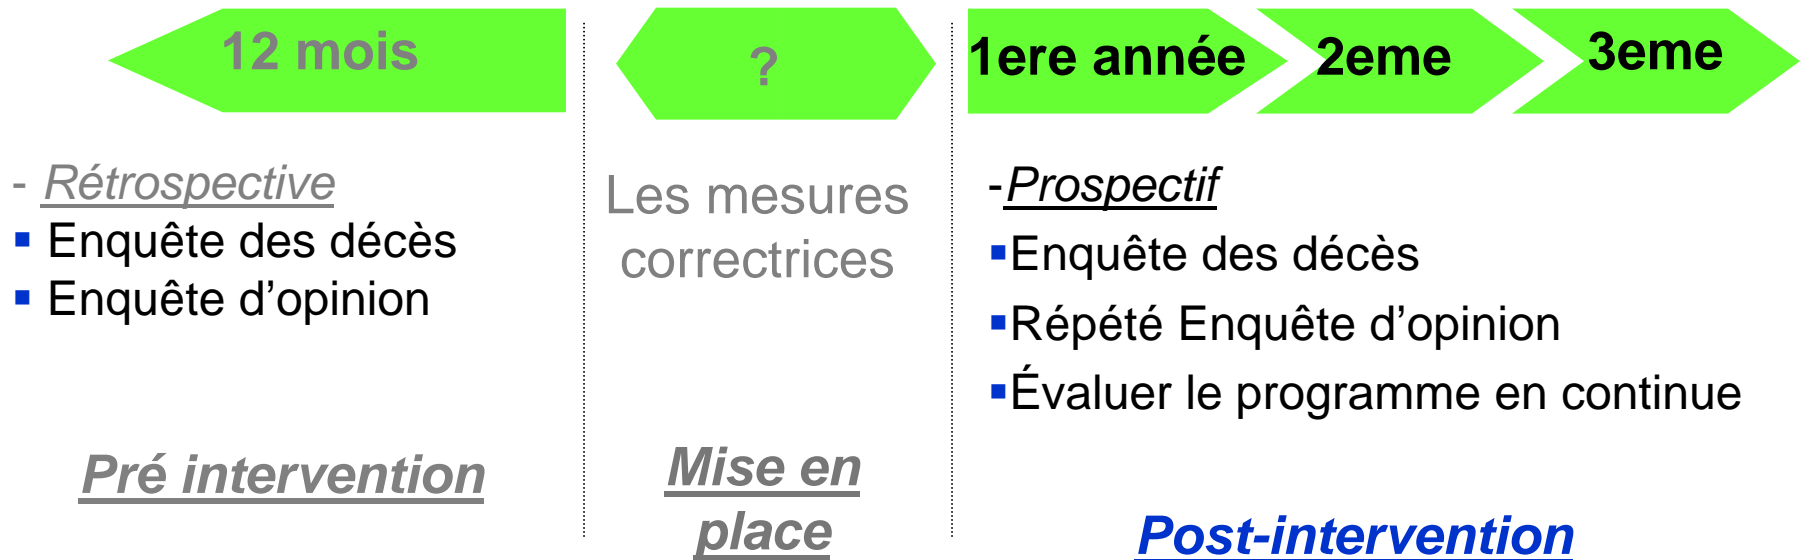 12 mois
- Rétrospective
▪ Enquête des décès
▪ Enquête d’opinion
Pré intervention
?
Les mesures
correctrices
Mise en
place
1ere année
2eme
3eme
-Prospectif
▪Enquête des décès
▪Répété Enquête d’opinion
▪Évaluer le programme en continue
Post-intervention